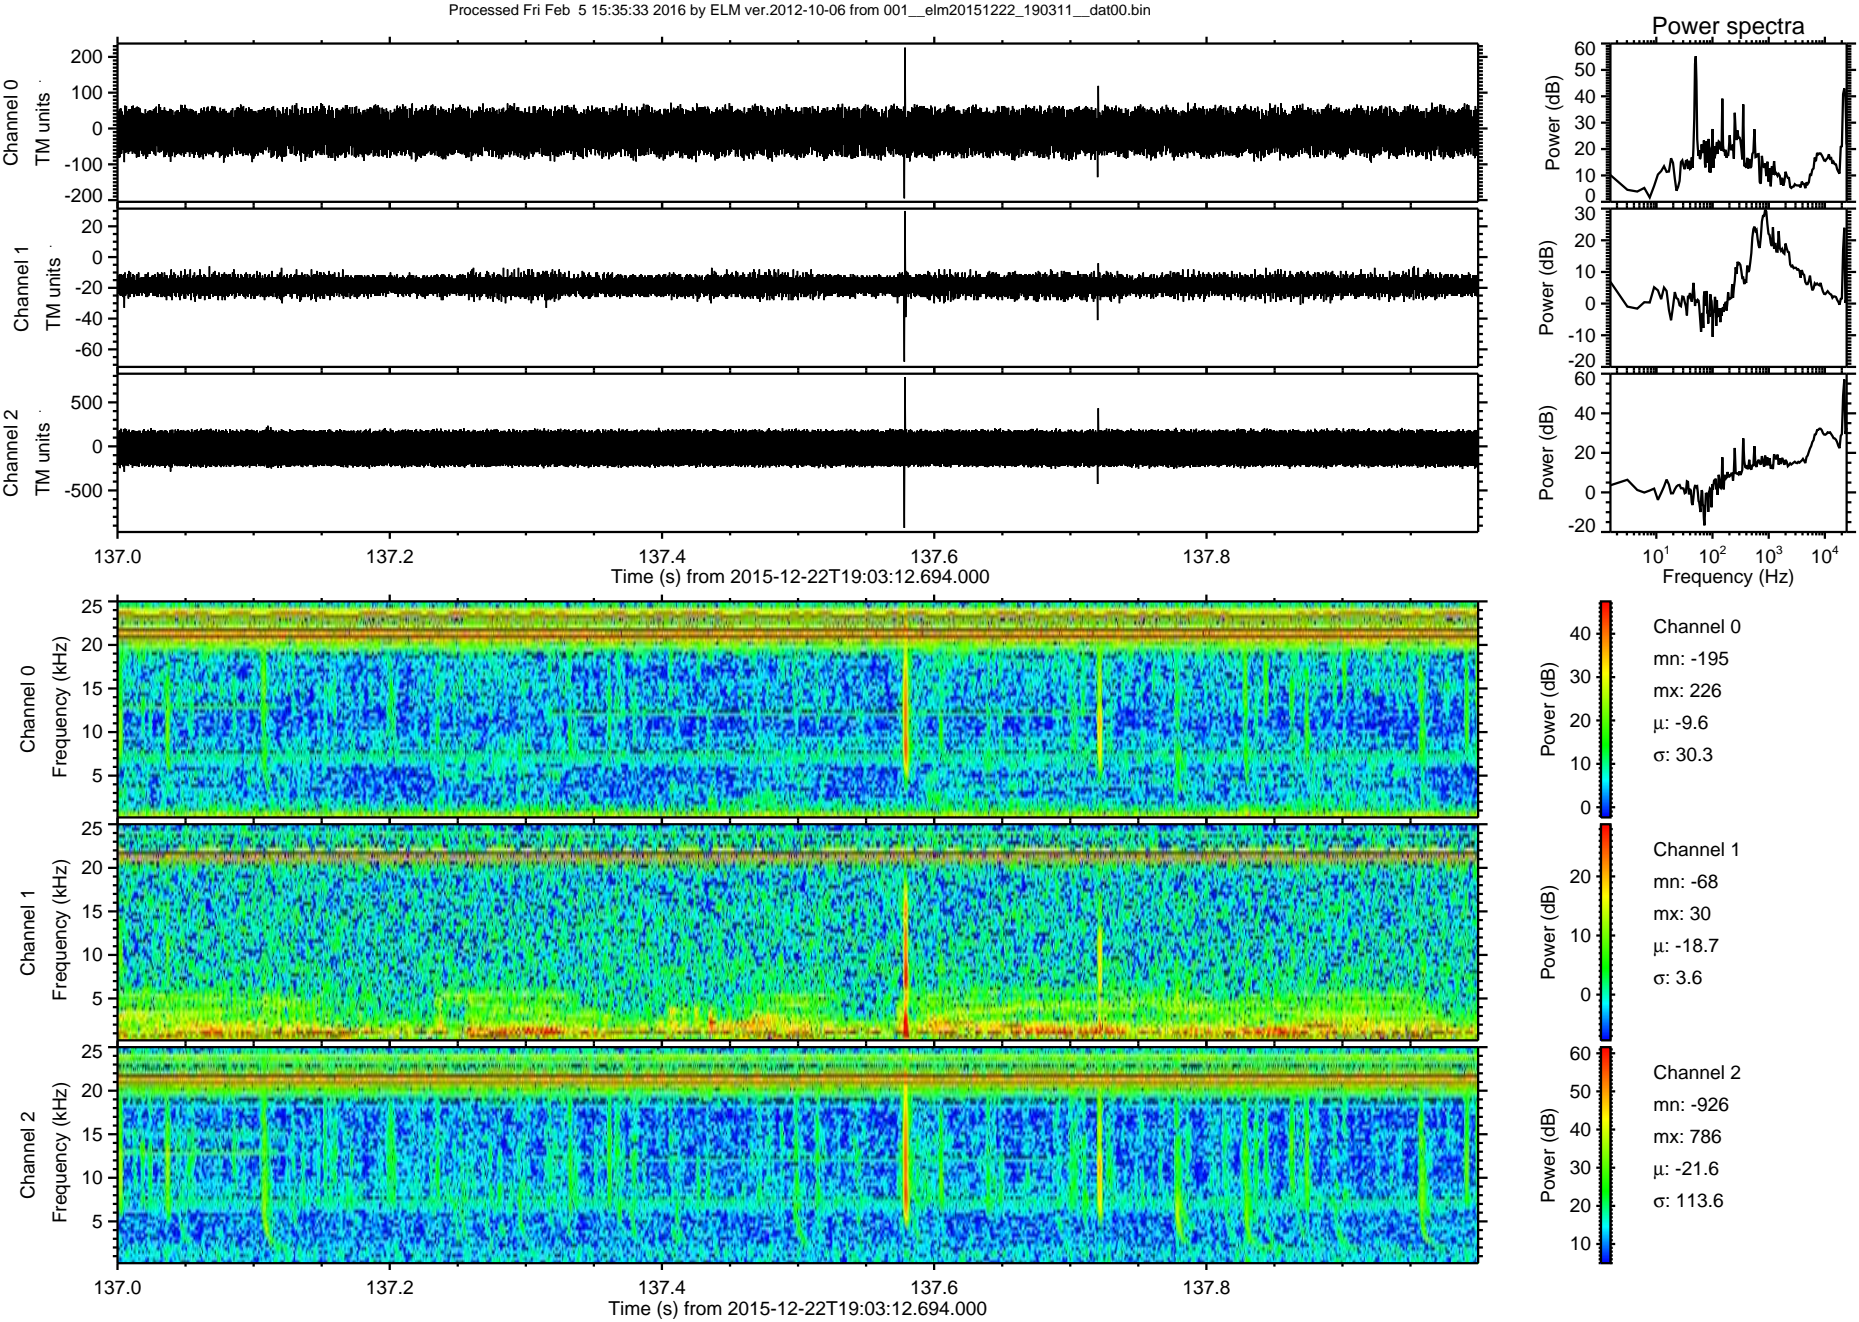 Processed Fri Feb  5 15:35:33 2016 by ELM ver.2012-10-06 from 001__elm20151222_190311__dat00.bin
Power spectra
Channel 0
TM units
200
100
0
-100
-200
Power (dB)
60
50
40
30
20
10
0
Channel 1
TM units
20
0
-20
-40
-60
Power (dB)
30
20
10
0
-10
-20
Channel 2
TM units
500
0
-500
Power (dB)
60
40
20
0
-20
137.0
137.2
137.4
137.6
137.8
Time (s) from 2015-12-22T19:03:12.694.000
10^1
10^2
10^3
10^4
Frequency (Hz)
Channel 0
Frequency (kHz)
25
20
15
10
5
Power (dB)
40
30
20
10
0
Channel 0
mn: -195
mx: 226
μ: -9.6
σ: 30.3
Channel 1
Frequency (kHz)
25
20
15
10
5
Power (dB)
20
10
0
Channel 1
mn: -68
mx: 30
μ: -18.7
σ: 3.6
Channel 2
Frequency (kHz)
25
20
15
10
5
Power (dB)
60
50
40
30
20
10
Channel 2
mn: -926
mx: 786
μ: -21.6
σ: 113.6
137.0
137.2
137.4
137.6
137.8
Time (s) from 2015-12-22T19:03:12.694.000